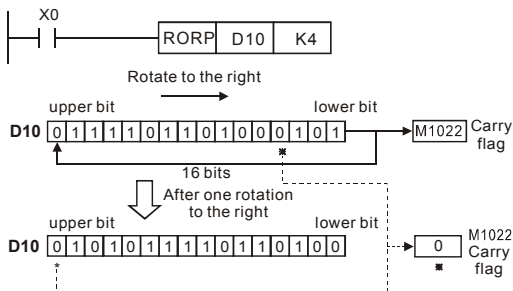 X0
RORP D10 K4
Rotate to the right
upper bit lower bit
D10 0 1 1 1 1 0 1 1 0 1 0 0 0 1 0 1 M1022 Carry flag
*
16 bits
After one rotation
to the right
upper bit lower bit
D10 0 1 0 1 0 1 1 1 1 0 1 1 0 1 0 0 0 M1022 Carry flag
* *